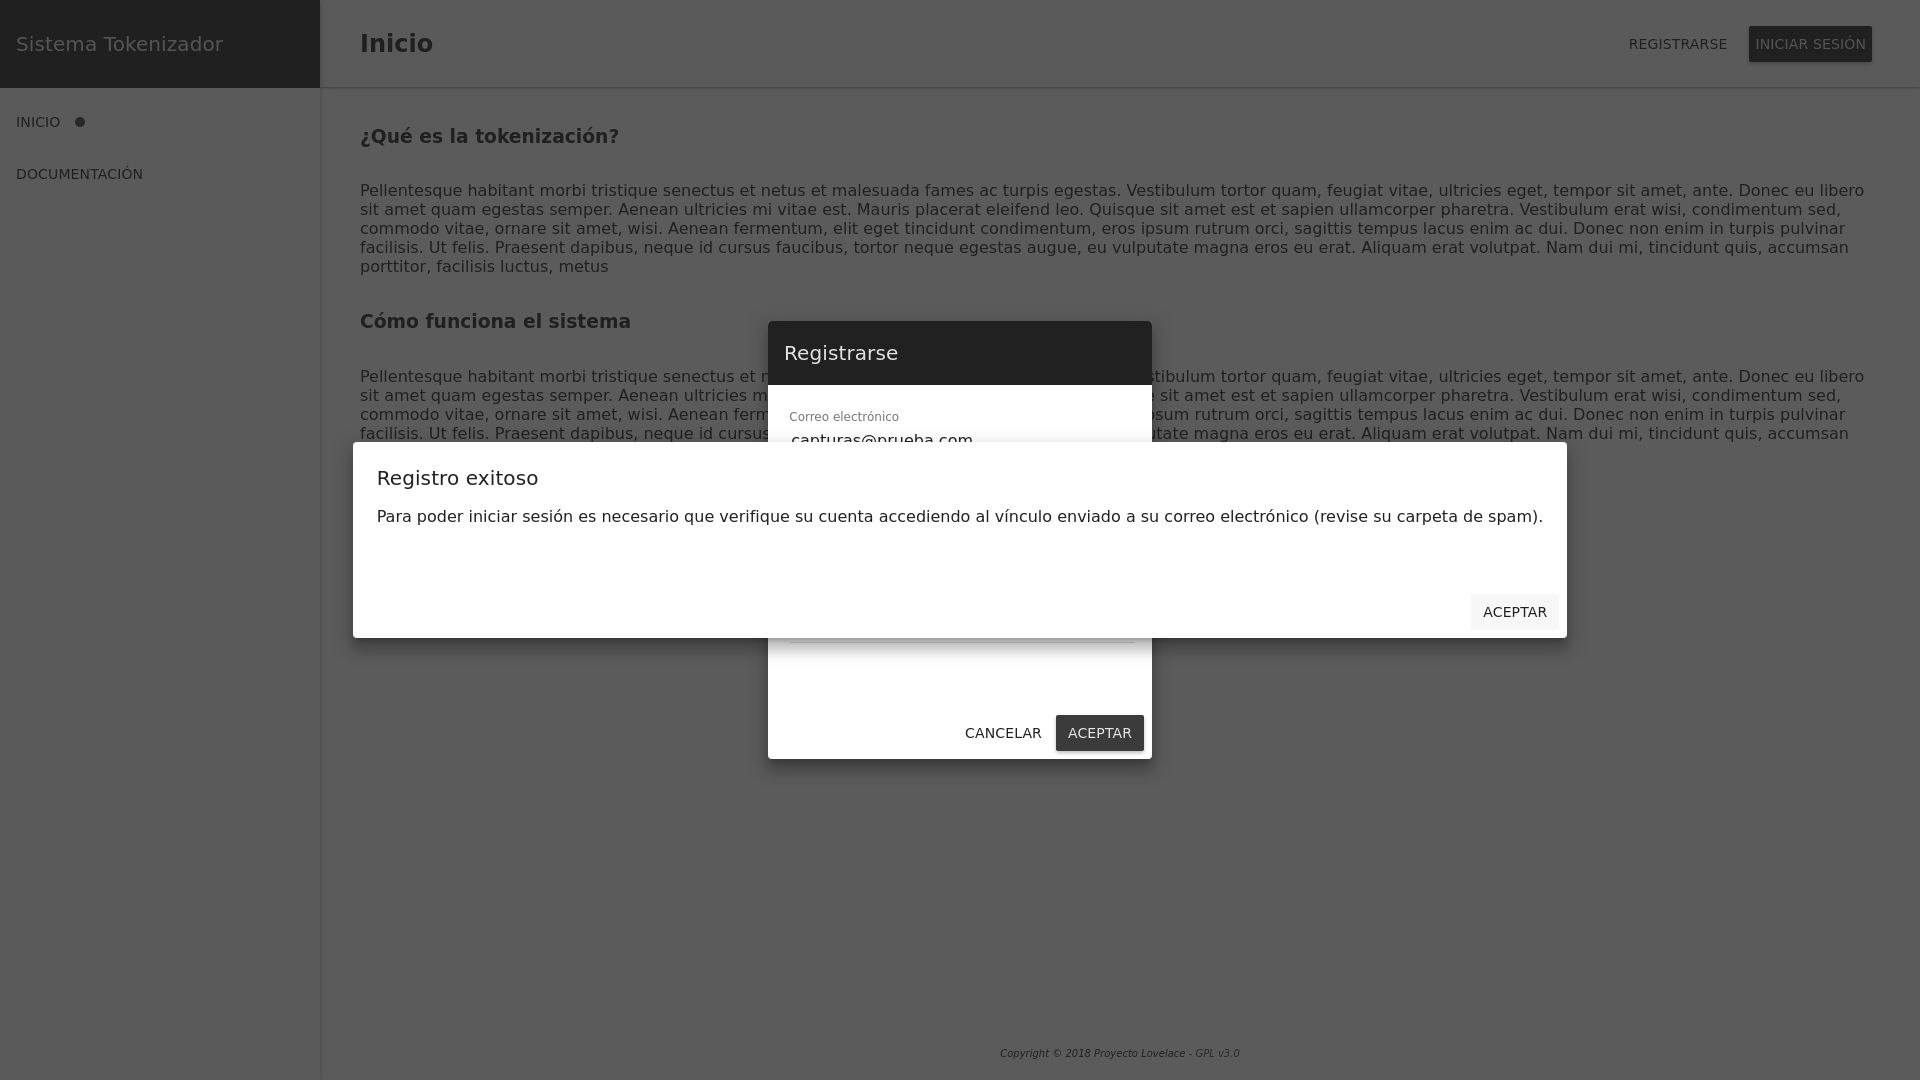 Sistema Tokenizador
Inicio
REGISTRARSE
INICIAR SESIÓN
INICIO
DOCUMENTACIÓN
¿Qué es la tokenización?
Pellentesque habitant morbi tristique senectus et netus et malesuada fames ac turpis egestas. Vestibulum tortor quam, feugiat vitae, ultricies eget, tempor sit amet, ante. Donec eu libero
sit amet quam egestas semper. Aenean ultricies mi vitae est. Mauris placerat eleifend leo. Quisque sit amet est et sapien ullamcorper pharetra. Vestibulum erat wisi, condimentum sed,
commodo vitae, ornare sit amet, wisi. Aenean fermentum, elit eget tincidunt condimentum, eros ipsum rutrum orci, sagittis tempus lacus enim ac dui. Donec non enim in turpis pulvinar
facilisis. Ut felis. Praesent dapibus, neque id cursus faucibus, tortor neque egestas augue, eu vulputate magna eros eu erat. Aliquam erat volutpat. Nam dui mi, tincidunt quis, accumsan
porttitor, facilisis luctus, metus
Cómo funciona el sistema
Pellentesque habitant morbi tristique senectus et tortor quam, feugiat vitae, ultricies eget, tempor sit amet, ante. Donec eu libero
sit amet quam egestas semper. Aenean ultricies sit amet est et sapien ullamcorper pharetra. Vestibulum erat wisi, condimentum sed,
commodo vitae, ornare sit amet, wisi. Aenean rutrum orci, sagittis tempus lacus enim ac dui. Donec non enim in turpis pulvinar
facilisis. Ut felis. Praesent dapibus, neque id cursus magna eros eu erat. Aliquam erat volutpat. Nam dui mi, tincidunt quis, accumsan
Registrarse
Correo electrónico
capturas@prueba.com
Registro exitoso
Para poder iniciar sesión es necesario que verifique su cuenta accediendo al vínculo enviado a su correo electrónico (revise su carpeta de spam).
ACEPTAR
CANCELAR
ACEPTAR
Copyright © 2018 Proyecto Lovelace - GPL v3.0